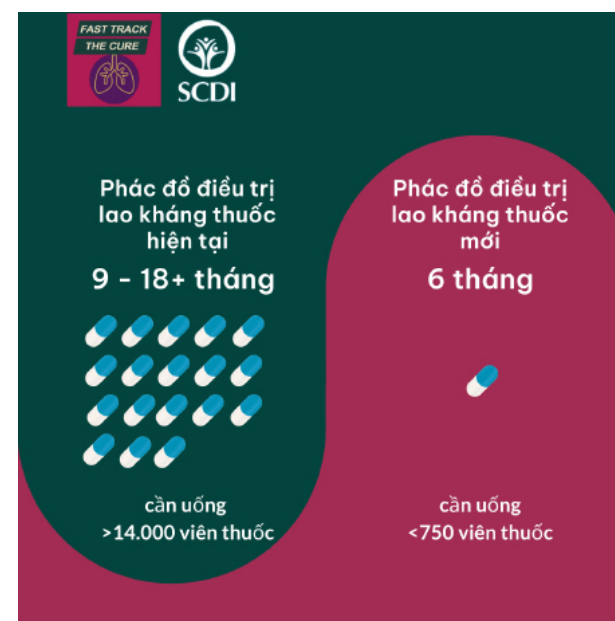 FAST TRACK
THE CURE
SCDI
Phác đồ điều trị
lao kháng thuốc
hiện tại
9 - 18+ tháng
cần uống
>14.000 viên thuốc
Phác đồ điều trị
lao kháng thuốc
mới
6 tháng
cần uống
<750 viên thuốc